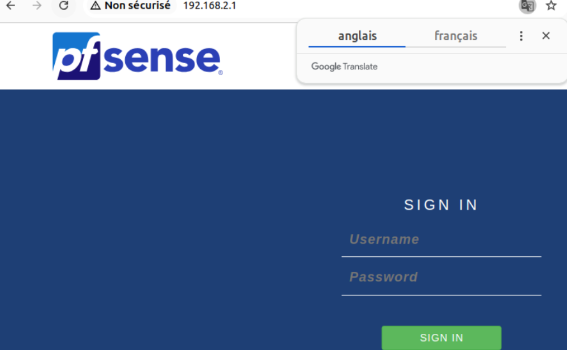 Non sécurisé 192.168.2.1
anglais français
Google Translate
pfsense
SIGN IN
Username
Password
SIGN IN